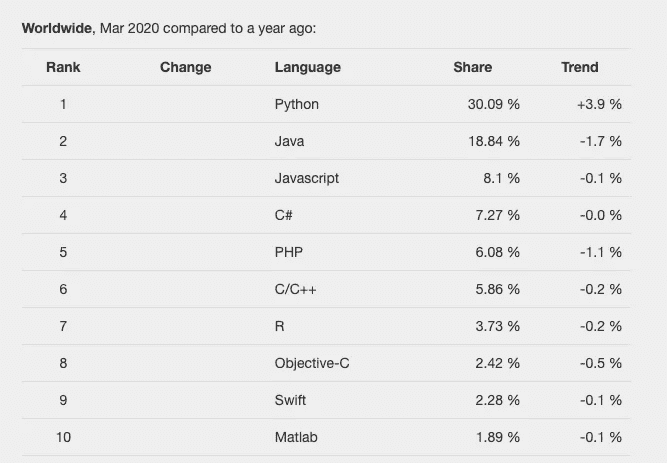 Worldwide, Mar 2020 compared to a year ago:
Rank Change Language Share Trend
1 Python 30.09 % +3.9 %
2 Java 18.84 % -1.7 %
3 Javascript 8.1 % -0.1 %
4 C# 7.27 % -0.0 %
5 PHP 6.08 % -1.1 %
6 C/C++ 5.86 % -0.2 %
7 R 3.73 % -0.2 %
8 Objective-C 2.42 % -0.5 %
9 Swift 2.28 % -0.1 %
10 Matlab 1.89 % -0.1 %